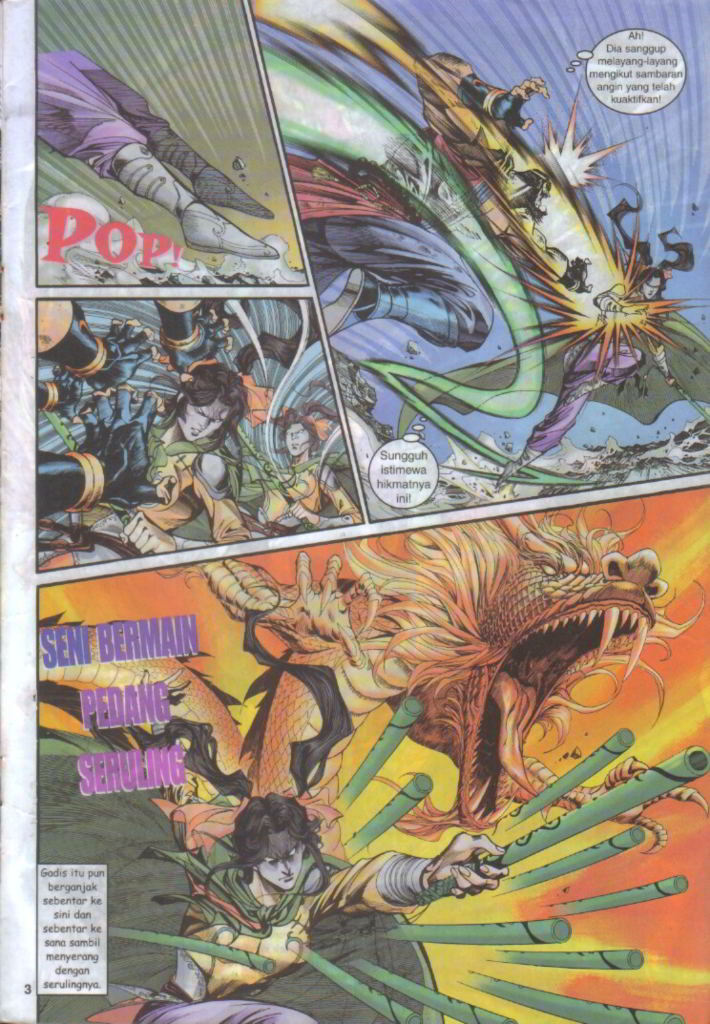 POP!
Ah!
Dia sanggup
melayang-layang
mengikut sambaran
angin yang telah
kuaktifkan!
Sungguh
istimewa
hikmatnya
ini!
SENI BERMAIN
PEDANG
SERULING
Gadis itu pun
berganjak
sebentar ke
sini dan
sebentar ke
sana sambil
menyerang
dengan
serulingnya.
3